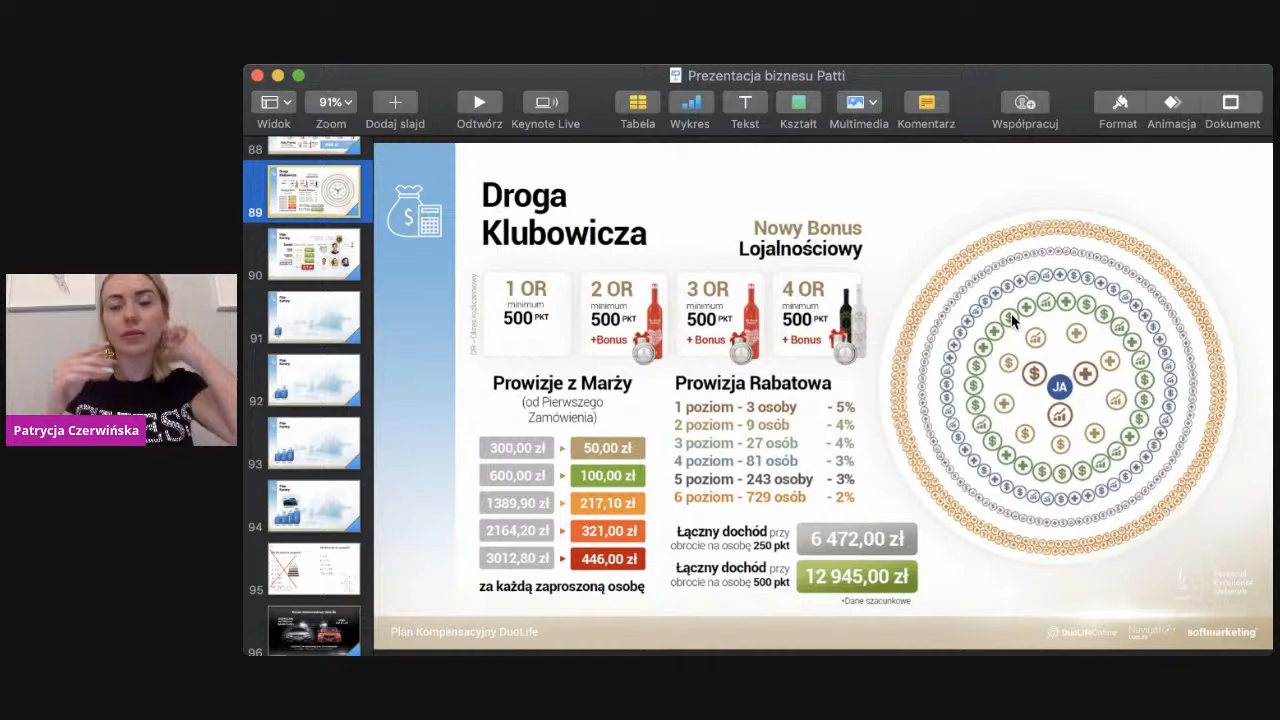 Prezentacja biznesu Patti
91%
Widok
Zoom
Dodaj slajd
Odtwórz
Keynote Live
Tabela
Wykres
Tekst
Kształt
Multimedia
Komentarz
Współpracuj
Format
Animacja
Dokument
88
89
90
91
92
93
94
95
96
Patrycja Czerwińska
Droga
Klubowicza
Nowy Bonus
Lojalnościowy
1 OR
minimum
500 PKT
2 OR
minimum
500 PKT
+Bonus
3 OR
minimum
500 PKT
+ Bonus
4 OR
minimum
500 PKT
+ Bonus
Prowizje z Marży
(od Pierwszego
Zamówienia)
300,00 zł 50,00 zł
600,00 zł 100,00 zł
1389,90 zł 217,10 zł
2164,20 zł 321,00 zł
3012,80 zł 446,00 zł
za każdą zaproszoną osobę
Prowizja Rabatowa
1 poziom - 3 osoby - 5%
2 poziom - 9 osób - 4%
3 poziom - 27 osób - 4%
4 poziom - 81 osób - 3%
5 poziom - 243 osoby - 3%
6 poziom - 729 osób - 2%
Łączny dochód przy
obrocie na osobę 250 pkt
6 472,00 zł
Łączny dochód przy
obrocie na osobę 500 pkt
12 945,00 zł
*Dane szacunkowe
JA
Plan Kompensacyjny DuoLife
DuoLifeOnline
Navigator
softmarketing